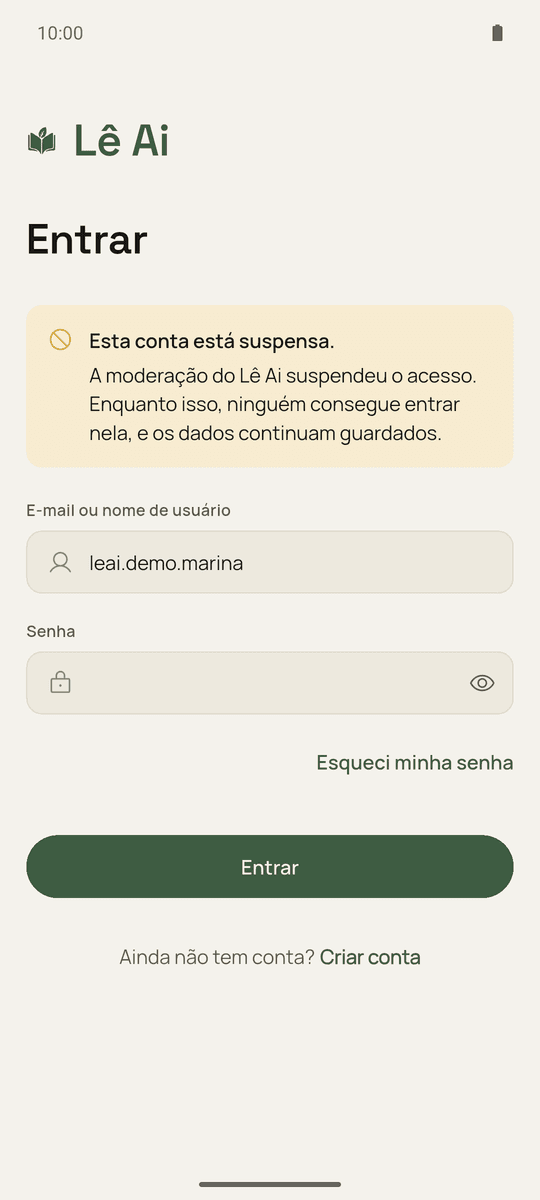 10:00
Lê Ai
Entrar
Esta conta está suspensa.
A moderação do Lê Ai suspendeu o acesso.
Enquanto isso, ninguém consegue entrar
nela, e os dados continuam guardados.
E-mail ou nome de usuário
leai.demo.marina
Senha
Esqueci minha senha
Entrar
Ainda não tem conta? Criar conta